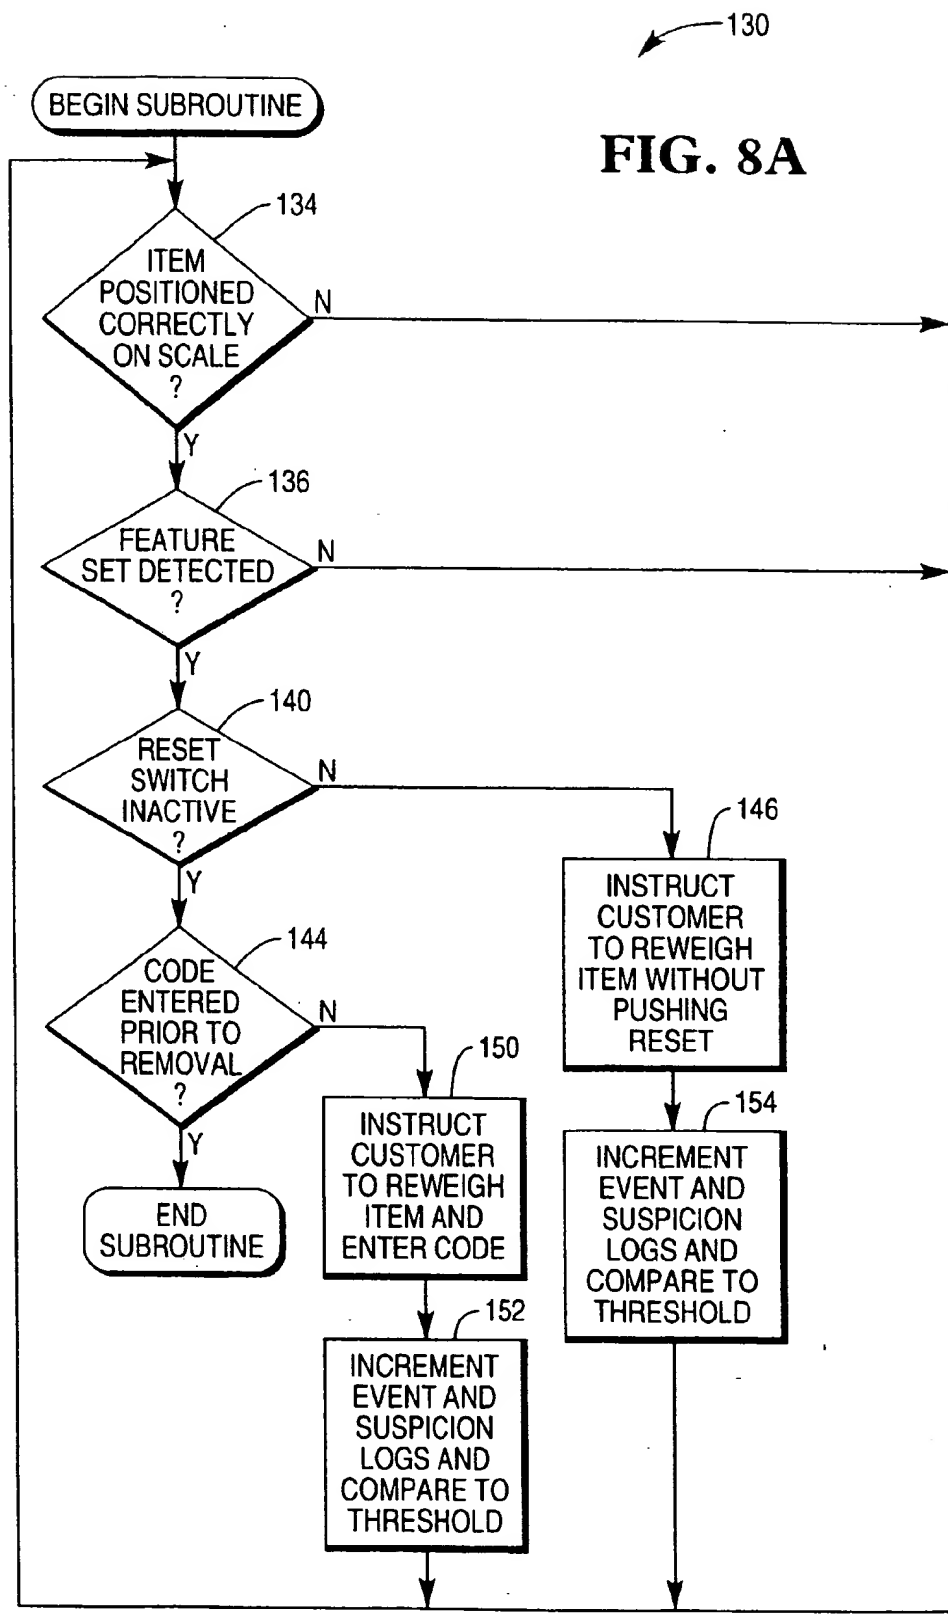 130
BEGIN SUBROUTINE
FIG. 8A
134
ITEM
POSITIONED
CORRECTLY
ON SCALE
?
N
Y
136
FEATURE
SET DETECTED
?
N
Y
140
RESET
SWITCH
INACTIVE
?
N
Y
146
INSTRUCT
CUSTOMER
TO REWEIGH
ITEM WITHOUT
PUSHING
RESET
144
CODE
ENTERED
PRIOR TO
REMOVAL
?
N
Y
150
INSTRUCT
CUSTOMER
TO REWEIGH
ITEM AND
ENTER CODE
154
INCREMENT
EVENT AND
SUSPICION
LOGS AND
COMPARE TO
THRESHOLD
END
SUBROUTINE
152
INCREMENT
EVENT AND
SUSPICION
LOGS AND
COMPARE TO
THRESHOLD